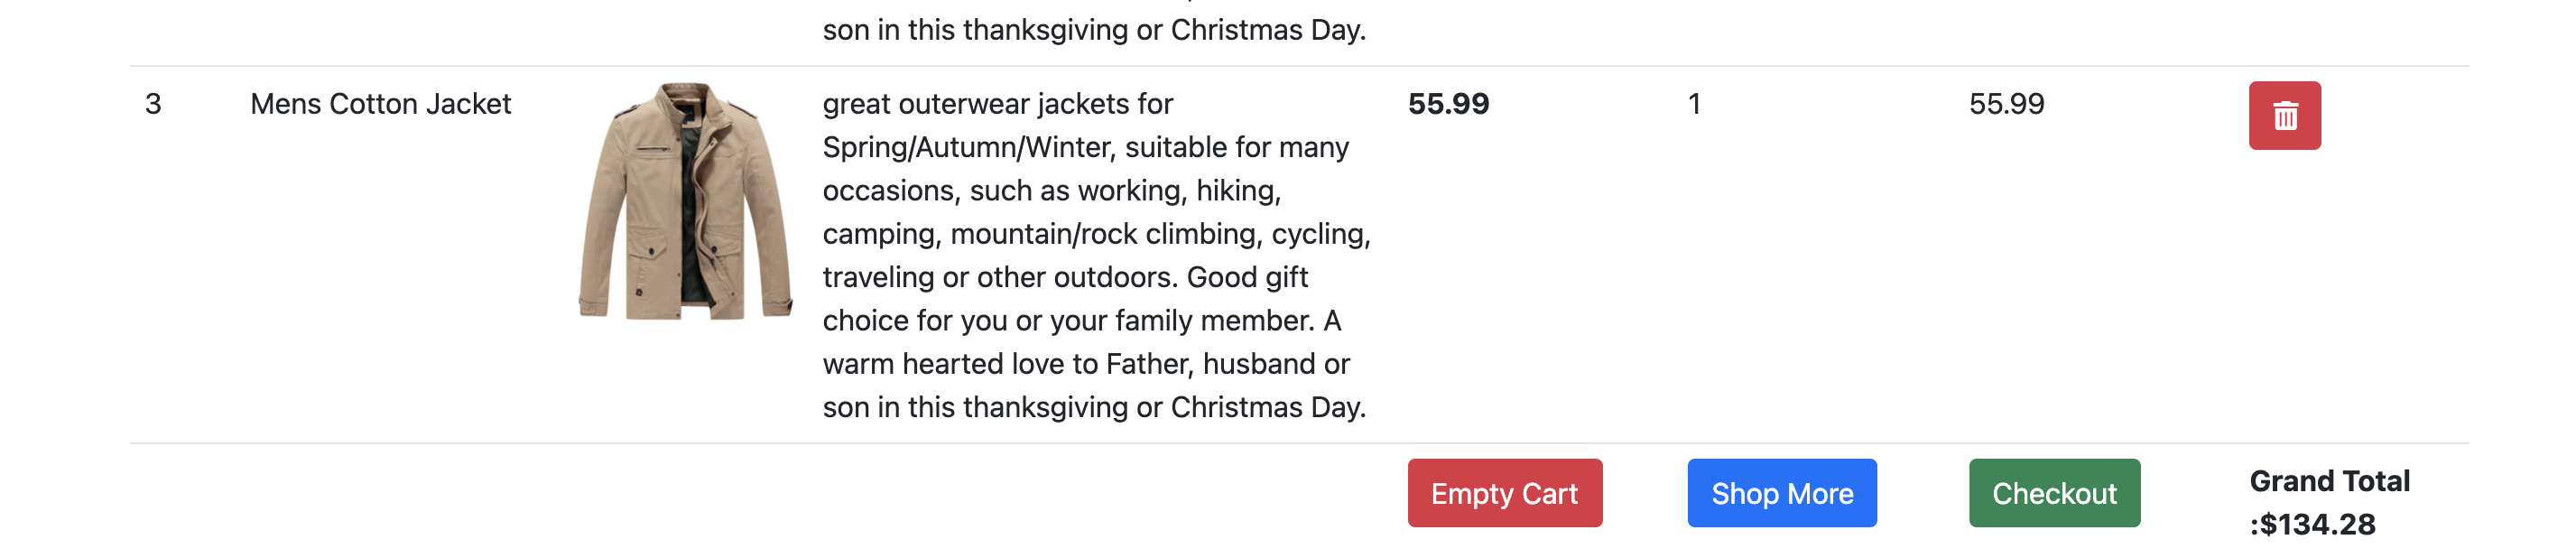 son in this thanksgiving or Christmas Day.
3
Mens Cotton Jacket
great outerwear jackets for
Spring/Autumn/Winter, suitable for many
occasions, such as working, hiking,
camping, mountain/rock climbing, cycling,
traveling or other outdoors. Good gift
choice for you or your family member. A
warm hearted love to Father, husband or
son in this thanksgiving or Christmas Day.
55.99
1
55.99
Empty Cart
Shop More
Checkout
Grand Total
:$134.28